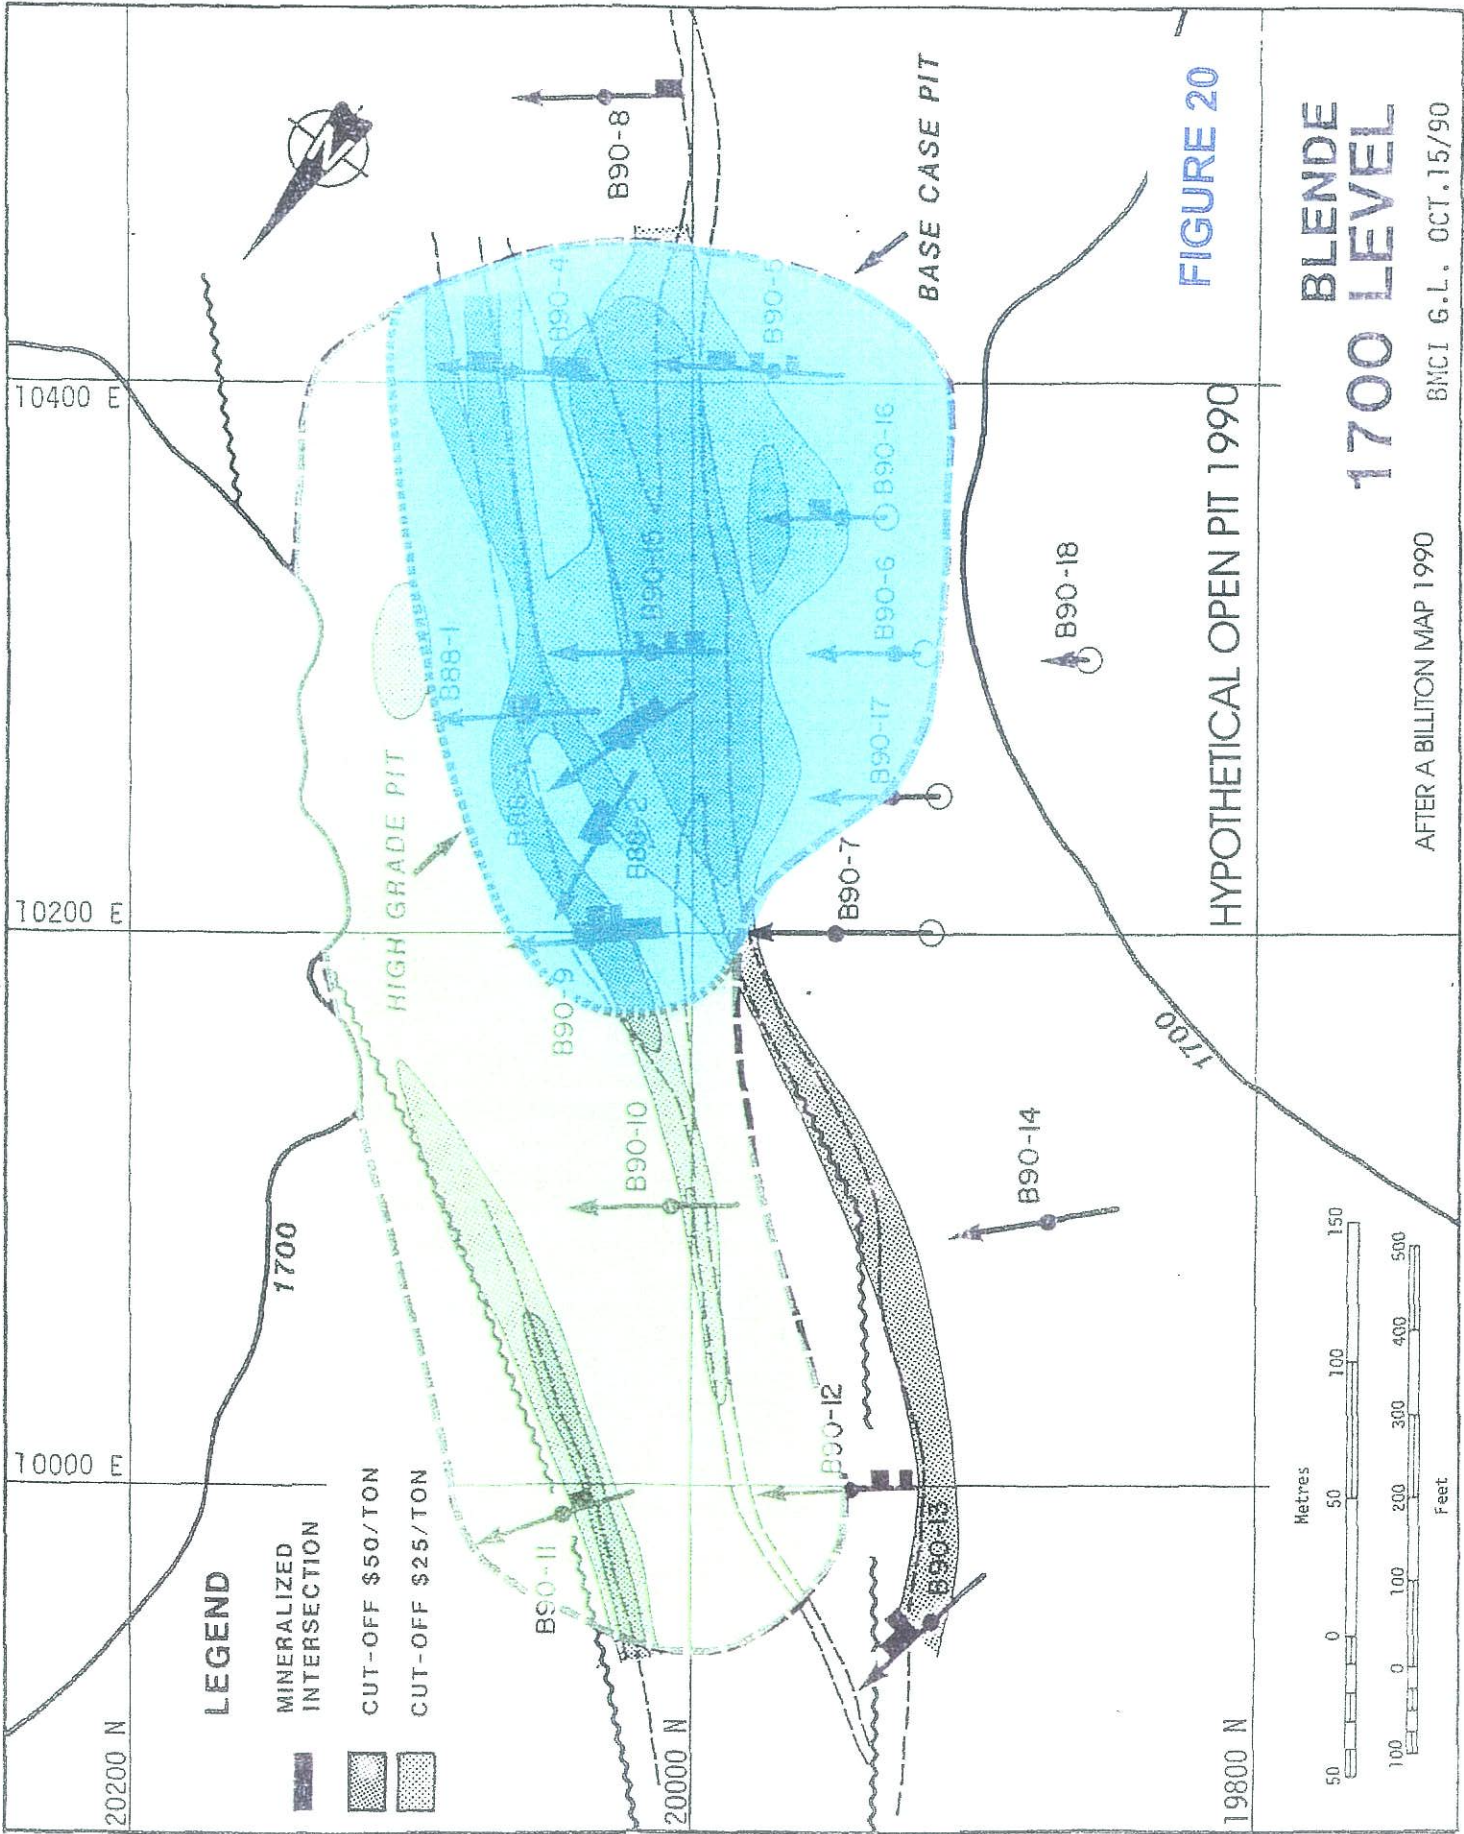 10400 E
10200 E
10000 E
20200 N
20000 N
19800 N
N
B90-8
B90-4
B90-5
BASE CASE PIT
B90-15
B90-16
B90-6
B90-17
B88-1
B88-2
HIGH GRADE PIT
B90-7
B90-9
B90-10
B90-18
B90-14
B90-12
B90-11
B90-13
1700
1700
LEGEND
MINERALIZED
INTERSECTION
CUT-OFF $50/TON
CUT-OFF $25/TON
HYPOTHETICAL OPEN PIT 1990
FIGURE 20
BLENDE
1700 LEVEL
BMCI G.L. OCT.15/90
AFTER A BILLITON MAP 1990
Metres
50 0 50 100 150
100 0 100 200 300 400 500
Feet